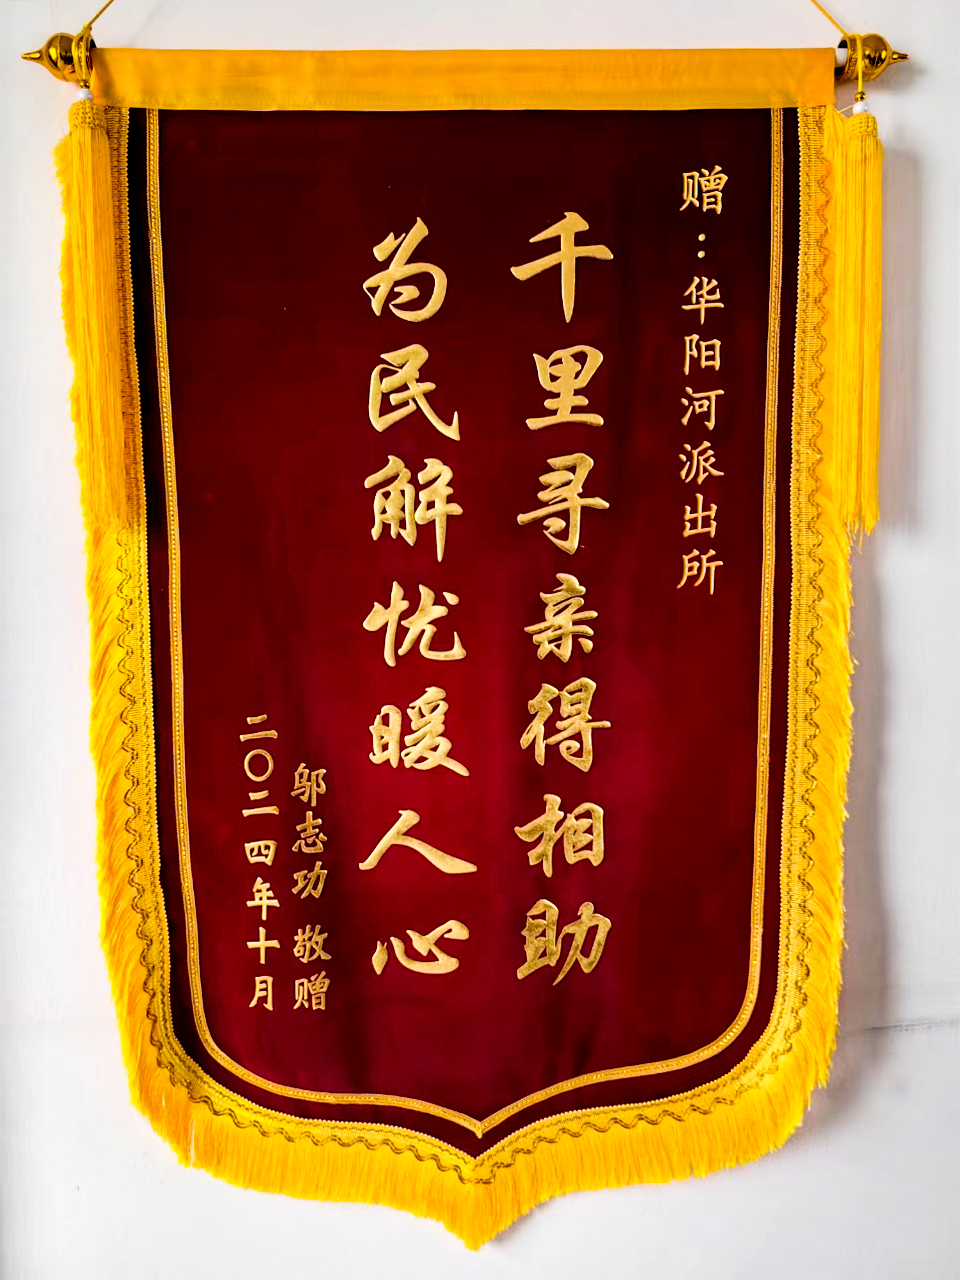 赠：华阳河派出所
千里寻亲得相助
为民解忧暖人心
邬志功 敬赠
二〇二四年十月